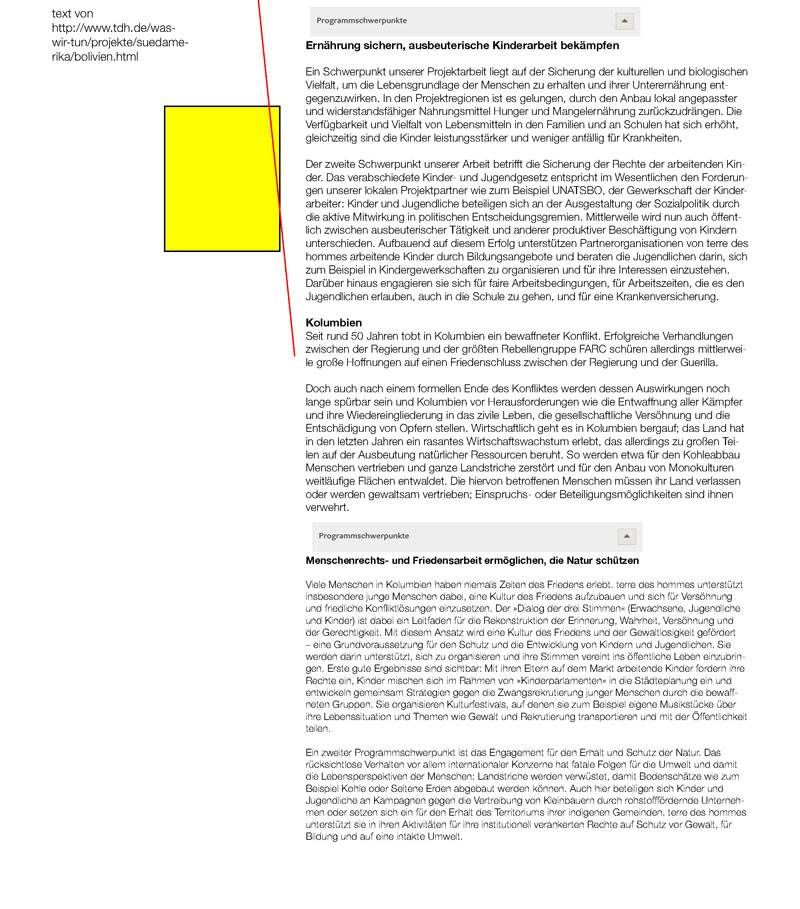 text von
http://www.tdh.de/was-
wir-tun/projekte/suedame-
rika/bolivien.html
Programmschwerpunkte
Ernährung sichern, ausbeuterische Kinderarbeit bekämpfen
Ein Schwerpunkt unserer Projektarbeit liegt auf der Sicherung der kulturellen und biologischen
Vielfalt, um die Lebensgrundlage der Menschen zu erhalten und ihrer Unterernährung ent-
gegenzuwirken. In den Projektregionen ist es gelungen, durch den Anbau lokal angepasster
und widerstandsfähiger Nahrungsmittel Hunger und Mangelernährung zurückzudrängen. Die
Verfügbarkeit und Vielfalt von Lebensmitteln in den Familien und an Schulen hat sich erhöht,
gleichzeitig sind die Kinder leistungsstärker und weniger anfällig für Krankheiten.
Der zweite Schwerpunkt unserer Arbeit betrifft die Sicherung der Rechte der arbeitenden Kin-
der. Das verabschiedete Kinder- und Jugendgesetz entspricht im Wesentlichen den Forderun-
gen unserer lokalen Projektpartner wie zum Beispiel UNATSBO, der Gewerkschaft der Kinder-
arbeiter: Kinder und Jugendliche beteiligen sich an der Ausgestaltung der Sozialpolitik durch
die aktive Mitwirkung in politischen Entscheidungsgremien. Mittlerweile wird nun auch öffent-
lich zwischen ausbeuterischer Tätigkeit und anderer produktiver Beschäftigung von Kindern
unterschieden. Aufbauend auf diesem Erfolg unterstützen Partnerorganisationen von terre des
hommes arbeitende Kinder durch Bildungsangebote und beraten die Jugendlichen darin, sich
zum Beispiel in Kindergewerkschaften zu organisieren und für ihre Interessen einzustehen.
Darüber hinaus engagieren sie sich für faire Arbeitsbedingungen, für Arbeitszeiten, die es den
Jugendlichen erlauben, auch in die Schule zu gehen, und für eine Krankenversicherung.
Kolumbien
Seit rund 50 Jahren tobt in Kolumbien ein bewaffneter Konflikt. Erfolgreiche Verhandlungen
zwischen der Regierung und der größten Rebellengruppe FARC schüren allerdings mittlerwei-
le große Hoffnungen auf einen Friedenschluss zwischen der Regierung und der Guerilla.
Doch auch nach einem formellen Ende des Konfliktes werden dessen Auswirkungen noch
lange spürbar sein und Kolumbien vor Herausforderungen wie die Entwaffnung aller Kämpfer
und ihre Wiedereingliederung in das zivile Leben, die gesellschaftliche Versöhnung und die
Entschädigung von Opfern stellen. Wirtschaftlich geht es in Kolumbien bergauf; das Land hat
in den letzten Jahren ein rasantes Wirtschaftswachstum erlebt, das allerdings zu großen Tei-
len auf der Ausbeutung natürlicher Ressourcen beruht. So werden etwa für den Kohleabbau
Menschen vertrieben und ganze Landstriche zerstört und für den Anbau von Monokulturen
weitläufige Flächen entwaldet. Die hiervon betroffenen Menschen müssen ihr Land verlassen
oder werden gewaltsam vertrieben; Einspruchs- oder Beteiligungsmöglichkeiten sind ihnen
verwehrt.
Programmschwerpunkte
Menschenrechts- und Friedensarbeit ermöglichen, die Natur schützen
Viele Menschen in Kolumbien haben niemals Zeiten des Friedens erlebt. terre des hommes unterstützt
insbesondere junge Menschen dabei, eine Kultur des Friedens aufzubauen und sich für Versöhnung
und friedliche Konfliktlösungen einzusetzen. Der »Dialog der drei Stimmen« (Erwachsene, Jugendliche
und Kinder) ist dabei ein Leitfaden für die Rekonstruktion der Erinnerung, Wahrheit, Versöhnung und
der Gerechtigkeit. Mit diesem Ansatz wird eine Kultur des Friedens und der Gewaltlosigkeit gefördert
– eine Grundvoraussetzung für den Schutz und die Entwicklung von Kindern und Jugendlichen. Sie
werden darin unterstützt, sich zu organisieren und ihre Stimmen vereint ins öffentliche Leben einzubrin-
gen. Erste gute Ergebnisse sind sichtbar: Mit ihren Eltern auf dem Markt arbeitende Kinder fordern ihre
Rechte ein, Kinder mischen sich im Rahmen von »Kinderparlamenten« in die Städteplanung ein und
entwickeln gemeinsam Strategien gegen die Zwangsrekrutierung junger Menschen durch die bewaff-
neten Gruppen. Sie organisieren Kulturfestivals, auf denen sie zum Beispiel eigene Musikstücke über
ihre Lebenssituation und Themen wie Gewalt und Rekrutierung transportieren und mit der Öffentlichkeit
teilen.
Ein zweiter Programmschwerpunkt ist das Engagement für den Erhalt und Schutz der Natur. Das
rücksichtlose Verhalten vor allem internationaler Konzerne hat fatale Folgen für die Umwelt und damit
die Lebensperspektiven der Menschen: Landstriche werden verwüstet, damit Bodenschätze wie zum
Beispiel Kohle oder Seltene Erden abgebaut werden können. Auch hier beteiligen sich Kinder und
Jugendliche an Kampagnen gegen die Vertreibung von Kleinbauern durch rohstofffördernde Unterneh-
men oder setzen sich ein für den Erhalt des Territoriums ihrer indigenen Gemeinden. terre des hommes
unterstützt sie in ihren Aktivitäten für ihre institutionell verankerten Rechte auf Schutz vor Gewalt, für
Bildung und auf eine intakte Umwelt.